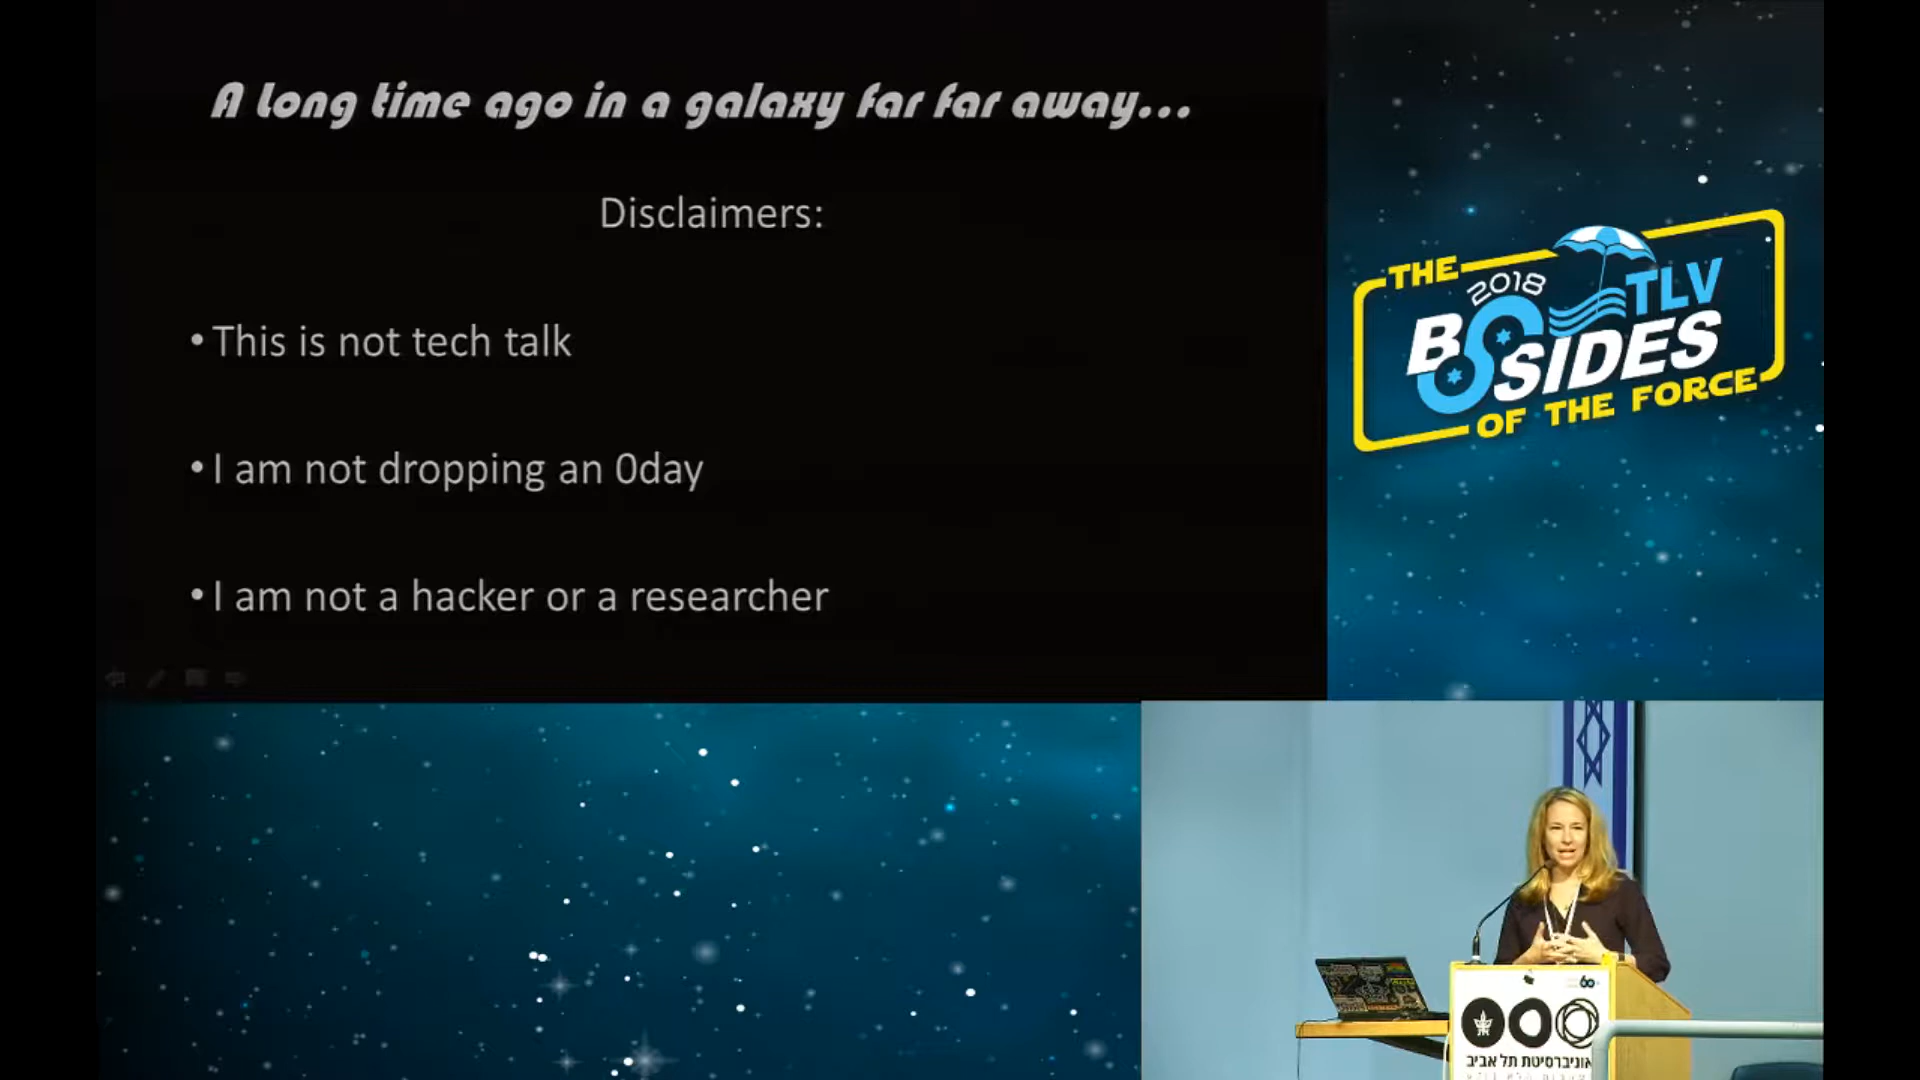 A long time ago in a galaxy far far away...
Disclaimers:
• This is not tech talk
• I am not dropping an 0day
• I am not a hacker or a researcher
THE
2018
TLV
BSIDES
OF THE FORCE
60
אוניברסיטת תל אביב